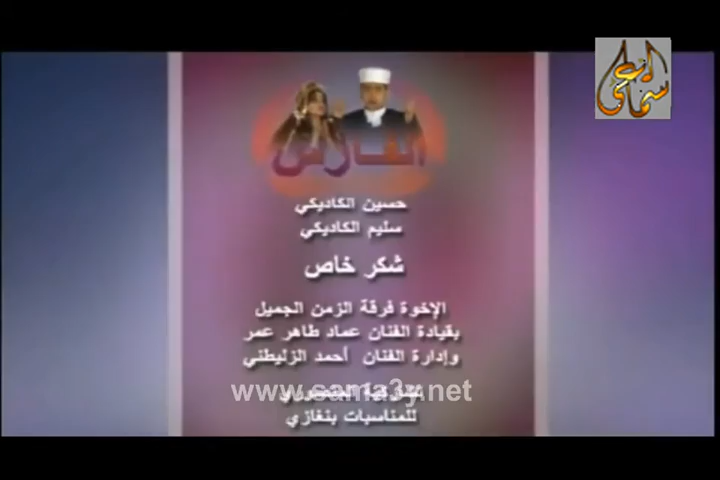 سماعي
الفارس
حسين الكاديكي
سليم الكاديكي
شكر خاص
الإخوة فرقة الزمن الجميل
بقيادة الفنان عماد طاهر عمر
وإدارة الفنان أحمد الزليطني
www.sama3y.net
للمناسبات بنغازي